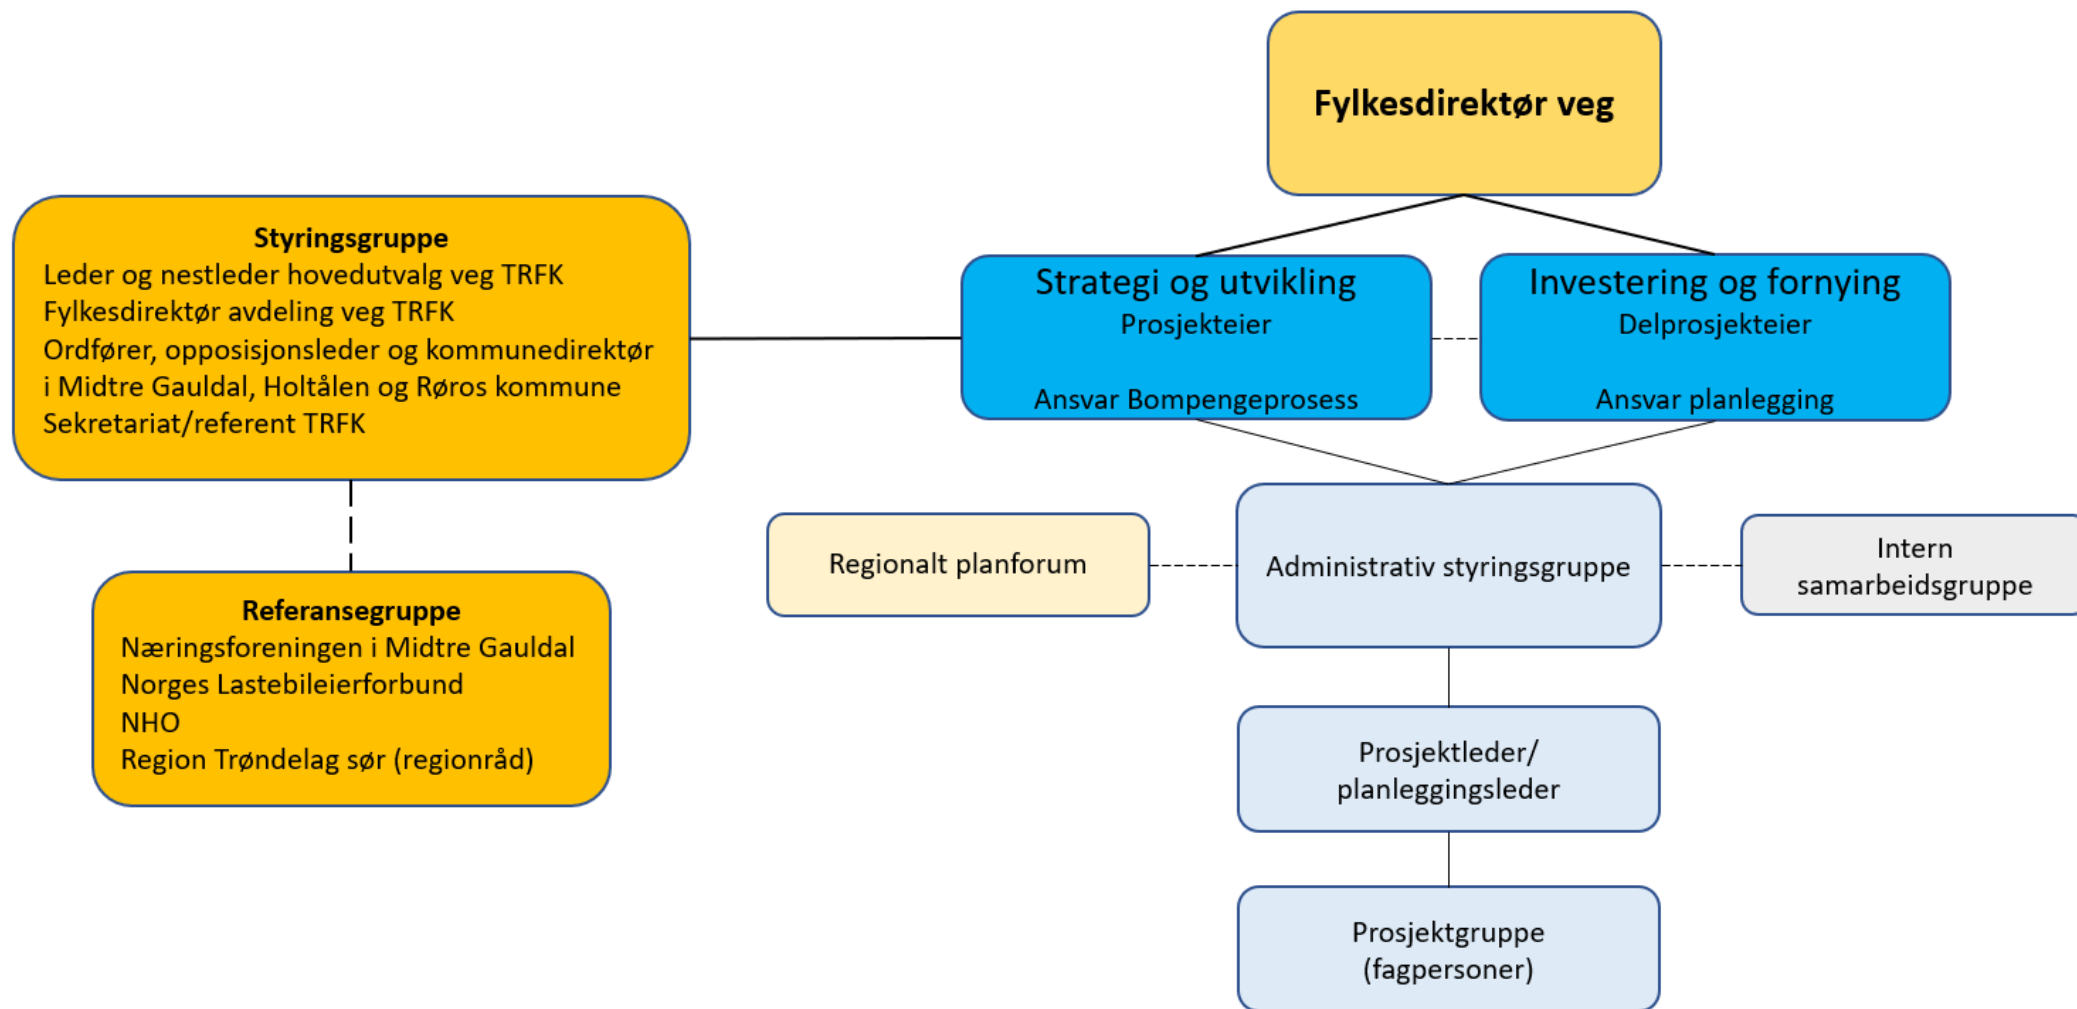 Fylkesdirektør veg
Styringsgruppe
Leder og nestleder hovedutvalg veg TRFK
Fylkesdirektør avdeling veg TRFK
Ordfører, opposisjonsleder og kommunedirektør
i Midtre Gauldal, Holtålen og Røros kommune
Sekretariat/referent TRFK
Strategi og utvikling
Prosjekteier
Ansvar Bompengeprosess
Investering og fornying
Delprosjekteier
Ansvar planlegging
Referansegruppe
Næringsforeningen i Midtre Gauldal
Norges Lastebileierforbund
NHO
Region Trøndelag sør (regionråd)
Regionalt planforum
Administrativ styringsgruppe
Intern
samarbeidsgruppe
Prosjektleder/
planleggingsleder
Prosjektgruppe
(fagpersoner)